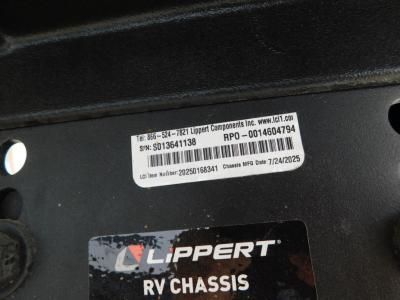 Tel: 866-524-7821 Lippert Components Inc. www.lci1.com
S/N: SD13641138 RPO-0014604794
LCI Item Number: 20250168341 Chassis MFG Date: 7/24/2025
LIPPERT
RV CHASSIS